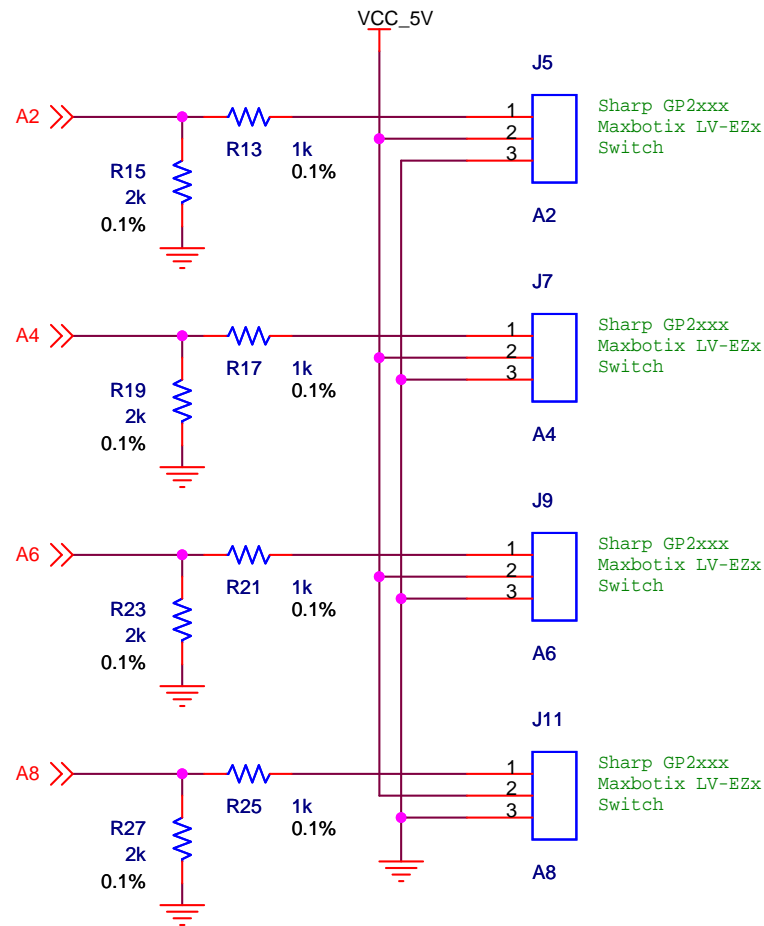 VCC_5V
J5
A2
1
2
3
Sharp GP2xxx
Maxbotix LV-EZx
Switch
R13
1k
0.1%
R15
2k
0.1%
A2
J7
A4
1
2
3
Sharp GP2xxx
Maxbotix LV-EZx
Switch
R17
1k
0.1%
R19
2k
0.1%
A4
J9
A6
1
2
3
Sharp GP2xxx
Maxbotix LV-EZx
Switch
R21
1k
0.1%
R23
2k
0.1%
A6
J11
A8
1
2
3
Sharp GP2xxx
Maxbotix LV-EZx
Switch
R25
1k
0.1%
R27
2k
0.1%
A8